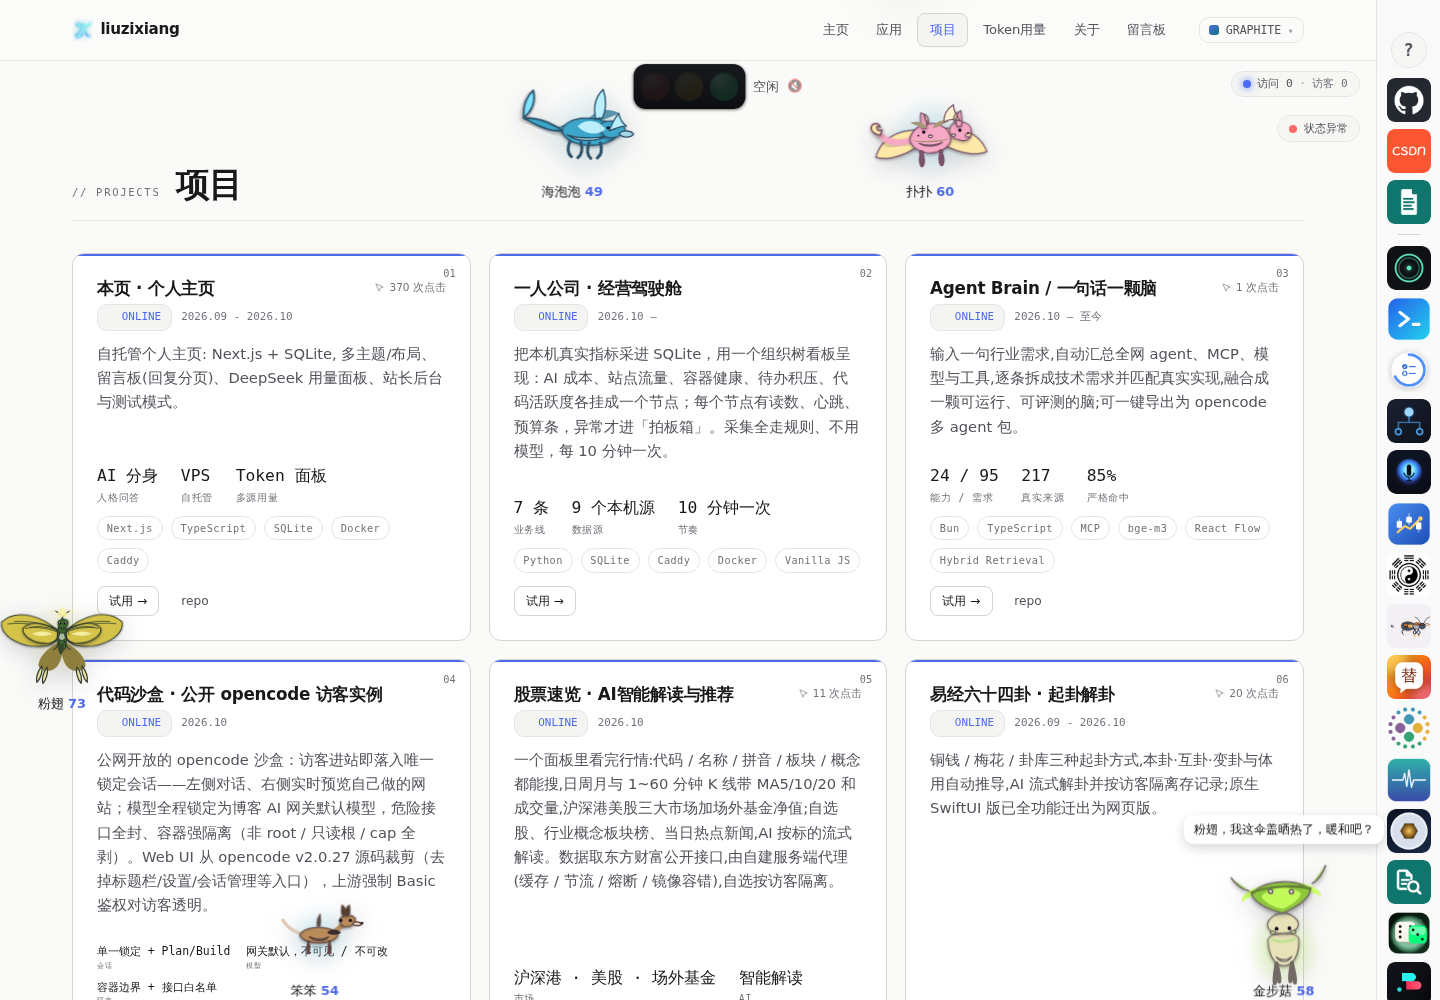 liuzixiang
主页 应用 项目 Token用量 关于 留言板 GRAPHITE
?
空闲
访问 0 · 访客 0
状态异常
CSDN
海泡泡 49
扑扑 60
// PROJECTS 项目
01
本页 · 个人主页
370 次点击
ONLINE 2026.09 - 2026.10
自托管个人主页: Next.js + SQLite, 多主题/布局、
留言板(回复分页)、DeepSeek 用量面板、站长后台
与测试模式。
AI 分身 VPS Token 面板
人格问答 自托管 多源用量
Next.js TypeScript SQLite Docker
Caddy
试用 → repo
02
一人公司 · 经营驾驶舱
ONLINE 2026.10 —
把本机真实指标采进 SQLite，用一个组织树看板呈
现：AI 成本、站点流量、容器健康、待办积压、代
码活跃度各挂成一个节点；每个节点有读数、心跳、
预算条，异常才进「拍板箱」。采集全走规则、不用
模型，每 10 分钟一次。
7 条 9 个本机源 10 分钟一次
业务线 数据源 节奏
Python SQLite Caddy Docker Vanilla JS
试用 →
03
Agent Brain / 一句话一颗脑
1 次点击
ONLINE 2026.10 — 至今
输入一句行业需求,自动汇总全网 agent、MCP、模
型与工具,逐条拆成技术需求并匹配真实实现,融合成
一颗可运行、可评测的脑;可一键导出为 opencode
多 agent 包。
24 / 95 217 85%
能力 / 需求 真实来源 严格命中
Bun TypeScript MCP bge-m3 React Flow
Hybrid Retrieval
试用 → repo
粉翅 73
04
代码沙盒 · 公开 opencode 访客实例
ONLINE 2026.10
公网开放的 opencode 沙盒：访客进站即落入唯一
锁定会话——左侧对话、右侧实时预览自己做的网
站；模型全程锁定为博客 AI 网关默认模型，危险接
口全封、容器强隔离（非 root / 只读根 / cap 全
剥）。Web UI 从 opencode v2.0.27 源码裁剪（去
掉标题栏/设置/会话管理等入口），上游强制 Basic
鉴权对访客透明。
单一锁定 + Plan/Build 网关默认，不可见 / 不可改
会话 模型
容器边界 + 接口白名单
笨笨 54
05
股票速览 · AI智能解读与推荐
11 次点击
ONLINE 2026.10
一个面板里看完行情:代码 / 名称 / 拼音 / 板块 / 概念
都能搜,日周月与 1~60 分钟 K 线带 MA5/10/20 和
成交量,沪深港美股三大市场加场外基金净值;自选
股、行业概念板块榜、当日热点新闻,AI 按标的流式
解读。数据取东方财富公开接口,由自建服务端代理
(缓存 / 节流 / 熔断 / 镜像容错),自选按访客隔离。
沪深港 · 美股 · 场外基金 智能解读
市场 AI
06
易经六十四卦 · 起卦解卦
20 次点击
ONLINE 2026.09 - 2026.10
铜钱 / 梅花 / 卦库三种起卦方式,本卦·互卦·变卦与体
用自动推导,AI 流式解卦并按访客隔离存记录;原生
SwiftUI 版已全功能迁出为网页版。
粉翅，我这伞盖晒热了，暖和吧？
金步菇 58
替